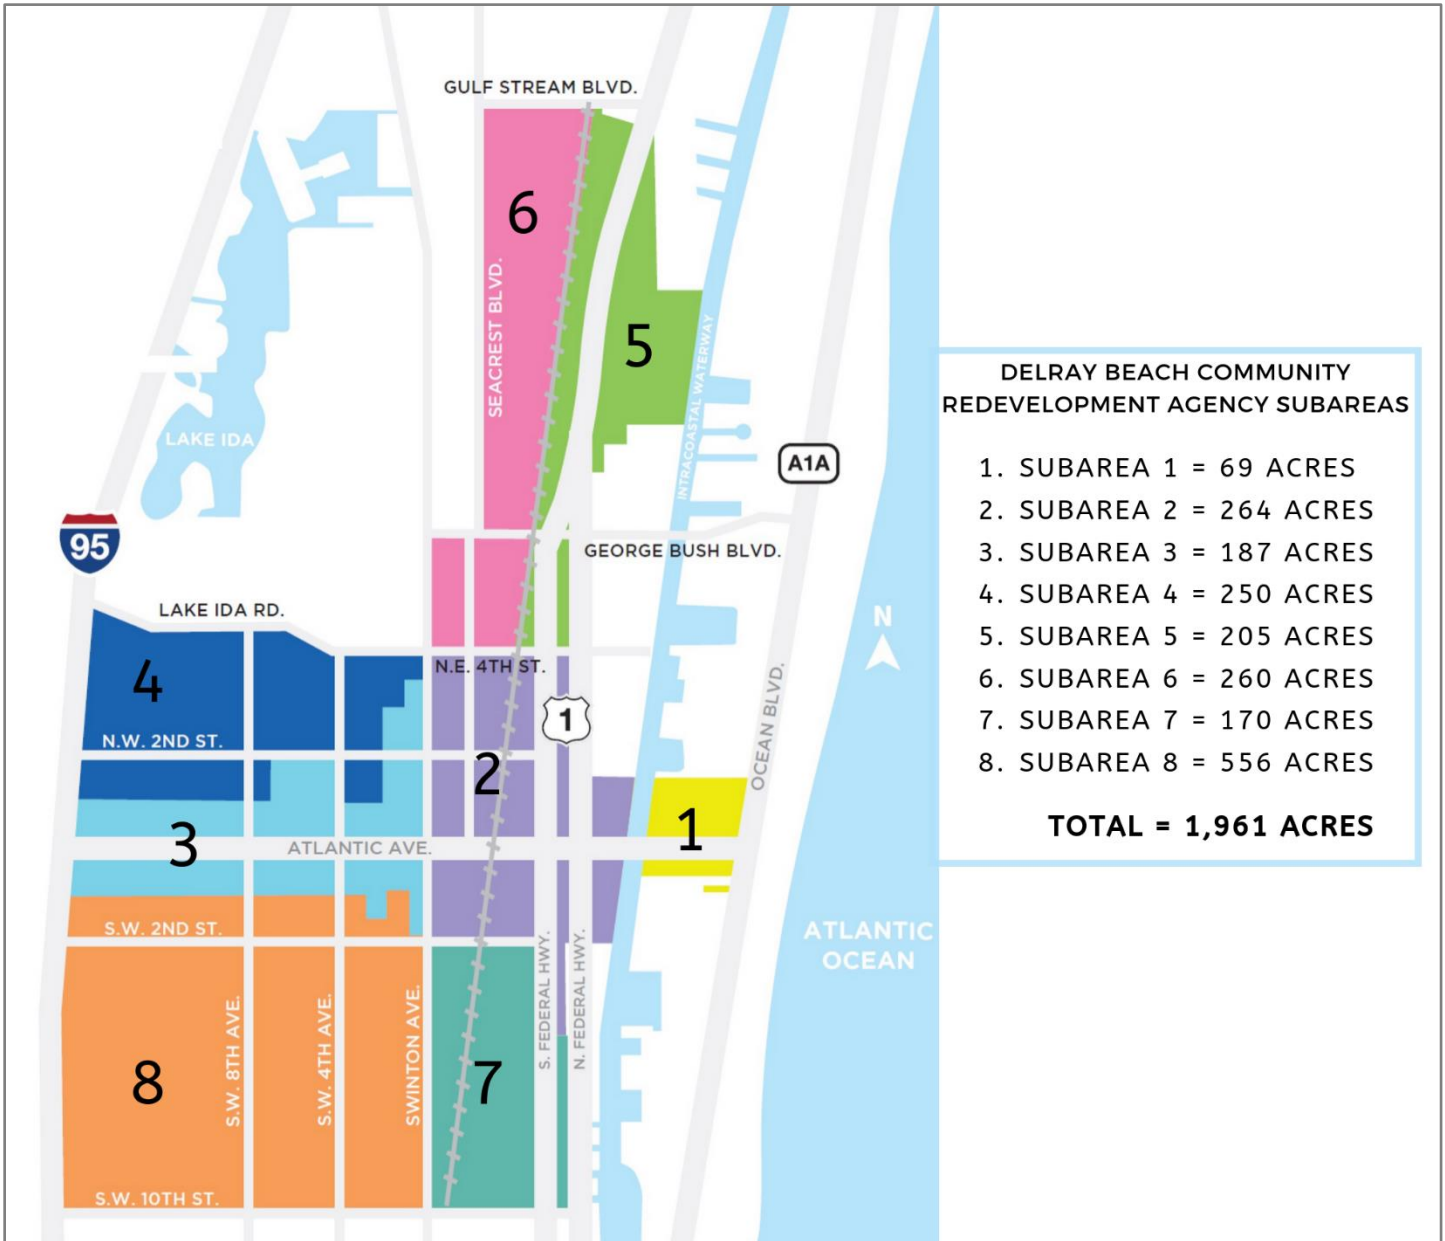 GULF STREAM BLVD.
6
SEACREST BLVD.
5
INTRACOASTAL WATERWAY
LAKE IDA
A1A
95
GEORGE BUSH BLVD.
LAKE IDA RD.
N
4
N.E. 4TH ST.
1
N.W. 2ND ST.
2
OCEAN BLVD.
3
1
ATLANTIC AVE.
S.W. 2ND ST.
ATLANTIC
OCEAN
S.W. 8TH AVE.
S.W. 4TH AVE.
SWINTON AVE.
S. FEDERAL HWY.
N. FEDERAL HWY.
8
7
S.W. 10TH ST.
DELRAY BEACH COMMUNITY
REDEVELOPMENT AGENCY SUBAREAS
1. SUBAREA 1 = 69 ACRES
2. SUBAREA 2 = 264 ACRES
3. SUBAREA 3 = 187 ACRES
4. SUBAREA 4 = 250 ACRES
5. SUBAREA 5 = 205 ACRES
6. SUBAREA 6 = 260 ACRES
7. SUBAREA 7 = 170 ACRES
8. SUBAREA 8 = 556 ACRES
TOTAL = 1,961 ACRES